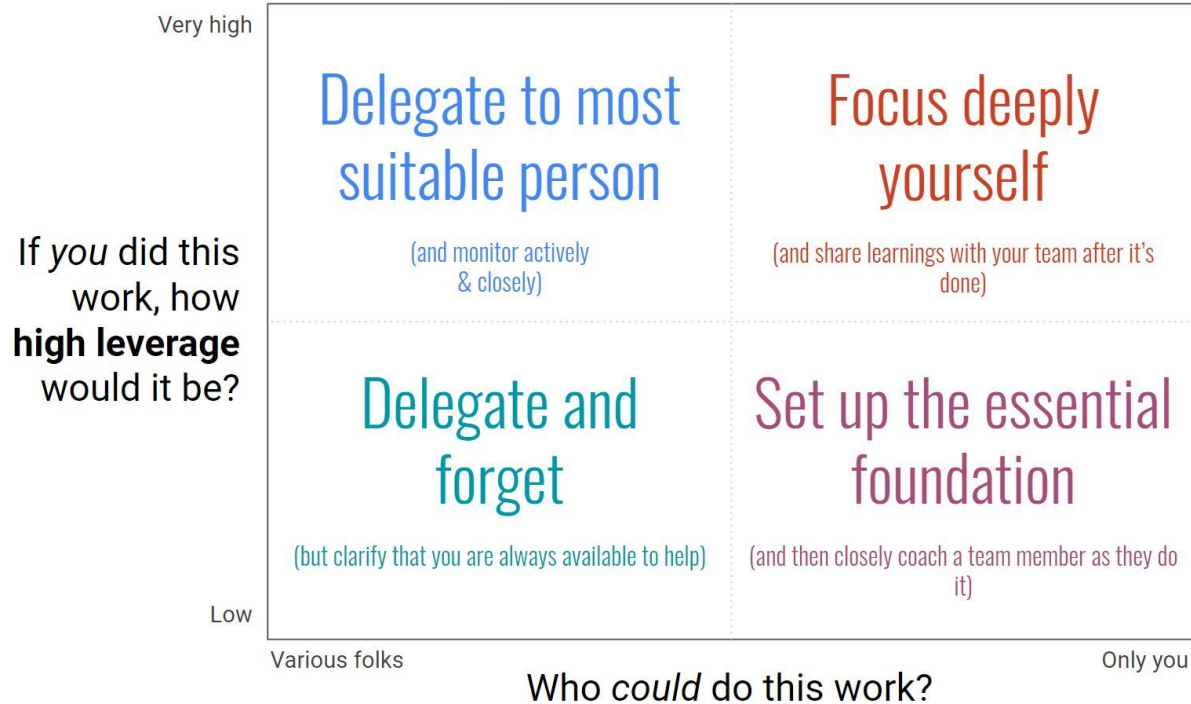 Very high
Delegate to most
suitable person
(and monitor actively
& closely)
Focus deeply
yourself
(and share learnings with your team after it's
done)
If you did this
work, how
high leverage
would it be?
Delegate and
forget
(but clarify that you are always available to help)
Set up the essential
foundation
(and then closely coach a team member as they do
it)
Low
Various folks
Only you
Who could do this work?